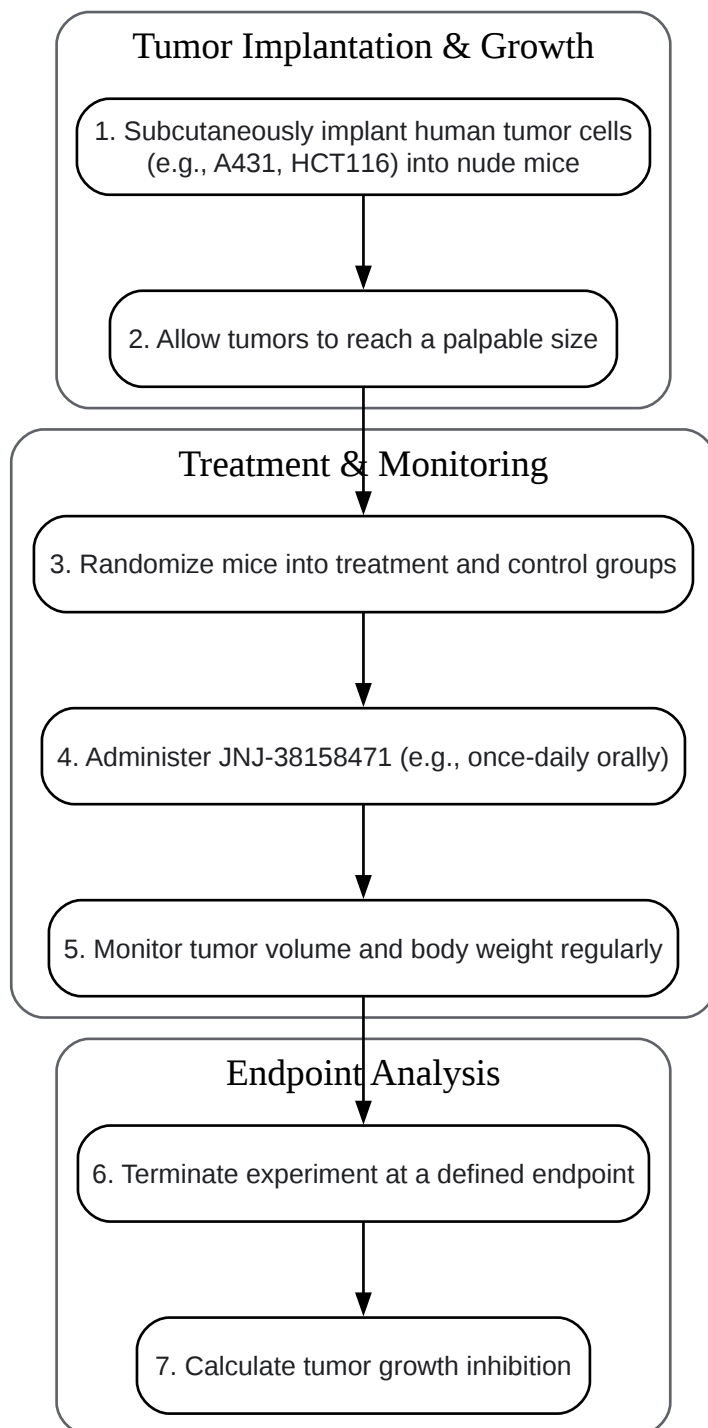 Tumor Implantation & Growth
1. Subcutaneously implant human tumor cells
(e.g., A431, HCT116) into nude mice
2. Allow tumors to reach a palpable size
Treatment & Monitoring
3. Randomize mice into treatment and control groups
4. Administer JNJ-38158471 (e.g., once-daily orally)
5. Monitor tumor volume and body weight regularly
Endpoint Analysis
6. Terminate experiment at a defined endpoint
7. Calculate tumor growth inhibition